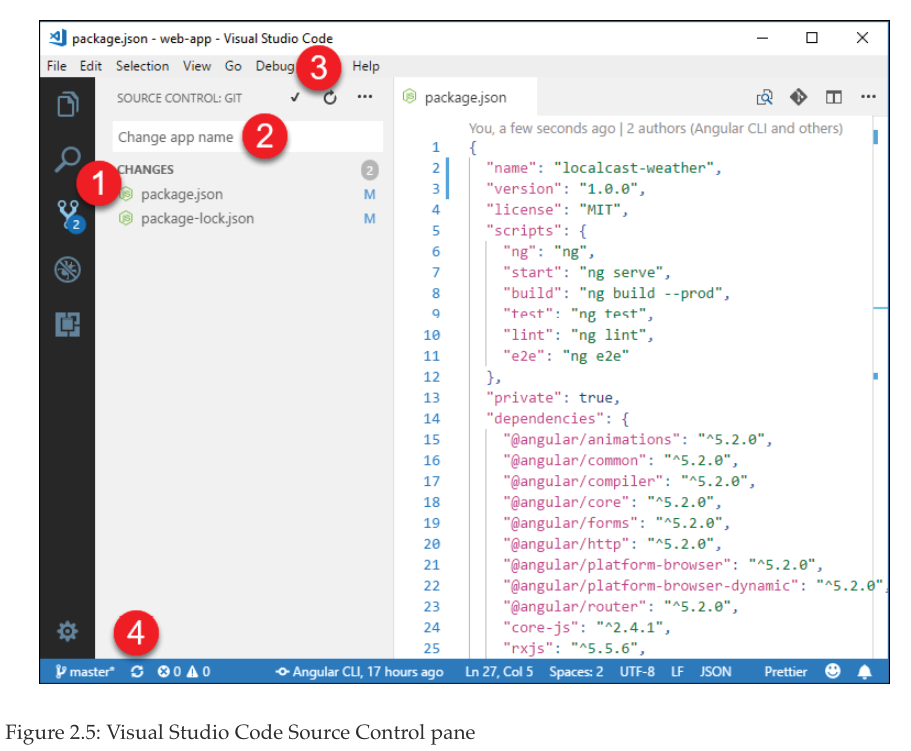 package.json - web-app - Visual Studio Code
File Edit Selection View Go Debug Help
3
SOURCE CONTROL: GIT
Change app name
2
CHANGES 2
1
package.json M
package-lock.json M
2
package.json
You, a few seconds ago | 2 authors (Angular CLI and others)
1 {
2 "name": "localcast-weather",
3 "version": "1.0.0",
4 "license": "MIT",
5 "scripts": {
6 "ng": "ng",
7 "start": "ng serve",
8 "build": "ng build --prod",
9 "test": "ng test",
10 "lint": "ng lint",
11 "e2e": "ng e2e"
12 },
13 "private": true,
14 "dependencies": {
15 "@angular/animations": "^5.2.0",
16 "@angular/common": "^5.2.0",
17 "@angular/compiler": "^5.2.0",
18 "@angular/core": "^5.2.0",
19 "@angular/forms": "^5.2.0",
20 "@angular/http": "^5.2.0",
21 "@angular/platform-browser": "^5.2.0",
22 "@angular/platform-browser-dynamic": "^5.2.0",
23 "@angular/router": "^5.2.0",
24 "core-js": "^2.4.1",
25 "rxjs": "^5.5.6",
4
master* 0 0 Angular CLI, 17 hours ago Ln 27, Col 5 Spaces: 2 UTF-8 LF JSON Prettier
Figure 2.5: Visual Studio Code Source Control pane